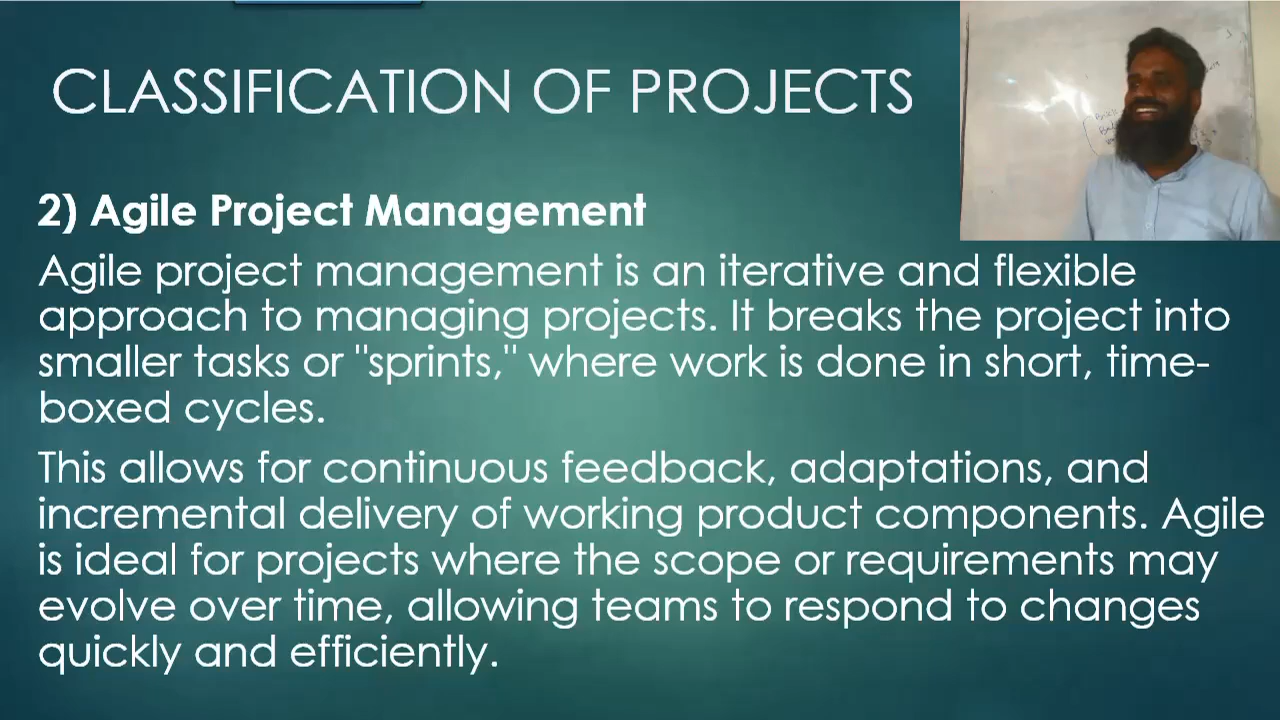 CLASSIFICATION OF PROJECTS
2) Agile Project Management
Agile project management is an iterative and flexible
approach to managing projects. It breaks the project into
smaller tasks or "sprints," where work is done in short, time-
boxed cycles.
This allows for continuous feedback, adaptations, and
incremental delivery of working product components. Agile
is ideal for projects where the scope or requirements may
evolve over time, allowing teams to respond to changes
quickly and efficiently.